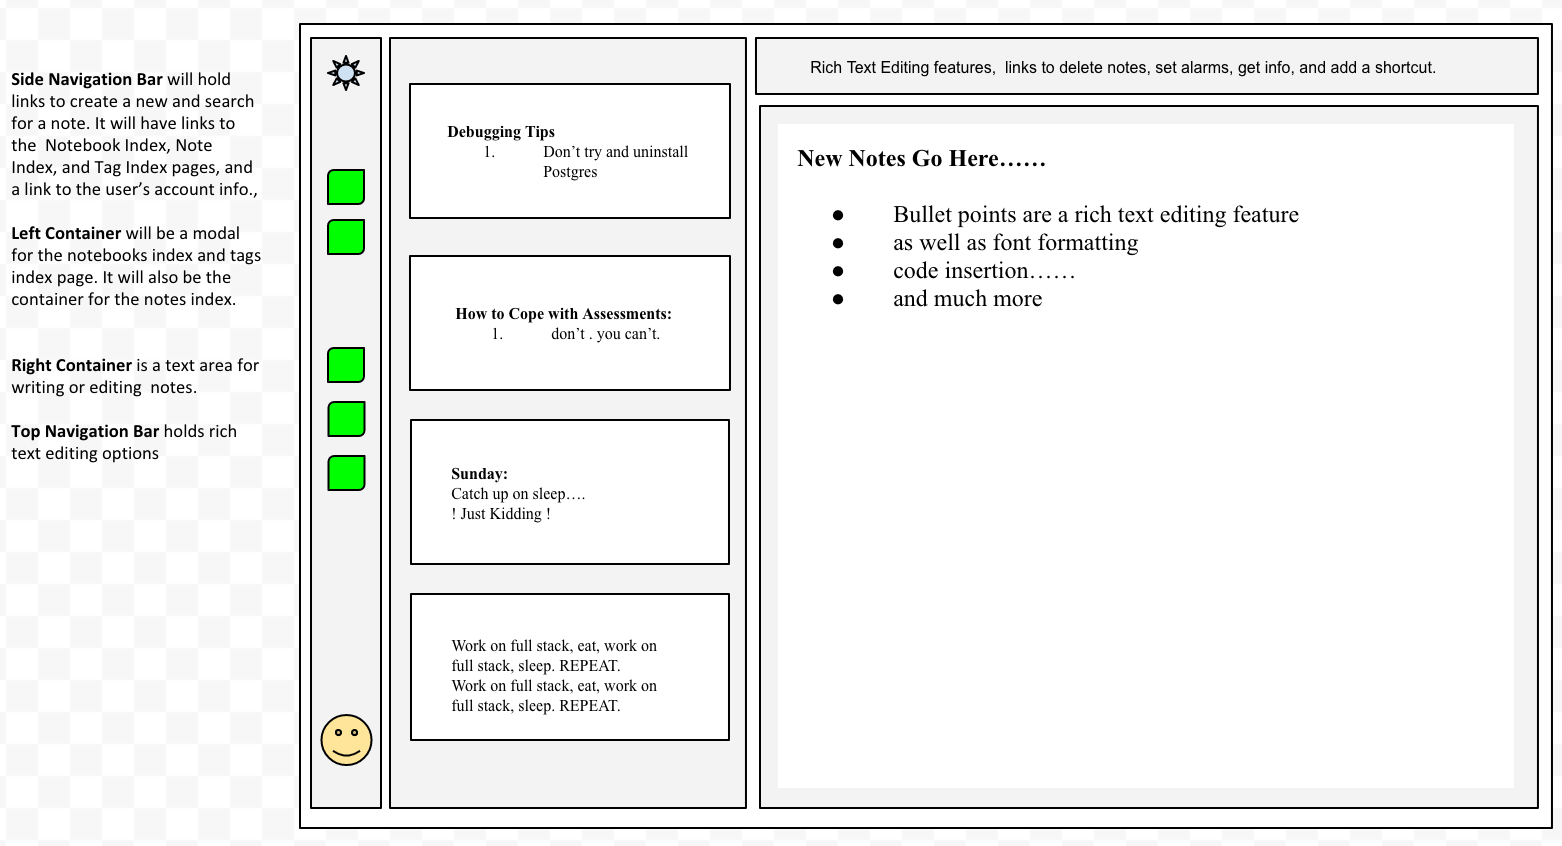 Side Navigation Bar will hold
links to create a new and search
for a note. It will have links to
the  Notebook Index, Note
Index, and Tag Index pages, and
a link to the user’s account info.,
Left Container will be a modal
for the notebooks index and tags
index page. It will also be the
container for the notes index.
Right Container is a text area for
writing or editing  notes.
Top Navigation Bar holds rich
text editing options
Debugging Tips
1. Don’t try and uninstall
Postgres
How to Cope with Assessments:
1. don’t . you can’t.
Sunday:
Catch up on sleep….
! Just Kidding !
Work on full stack, eat, work on
full stack, sleep. REPEAT.
Work on full stack, eat, work on
full stack, sleep. REPEAT.
Rich Text Editing features,  links to delete notes, set alarms, get info, and add a shortcut.
New Notes Go Here……
● Bullet points are a rich text editing feature
● as well as font formatting
● code insertion……
● and much more